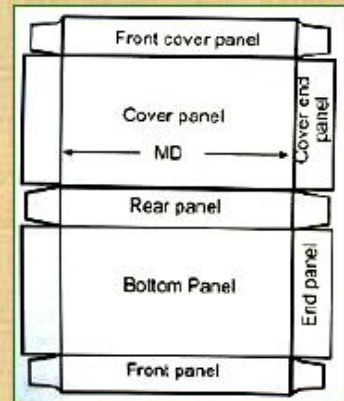 Front cover panel
Cover panel
Cover end
panel
MD
Rear panel
Bottom Panel
End panel
Front panel